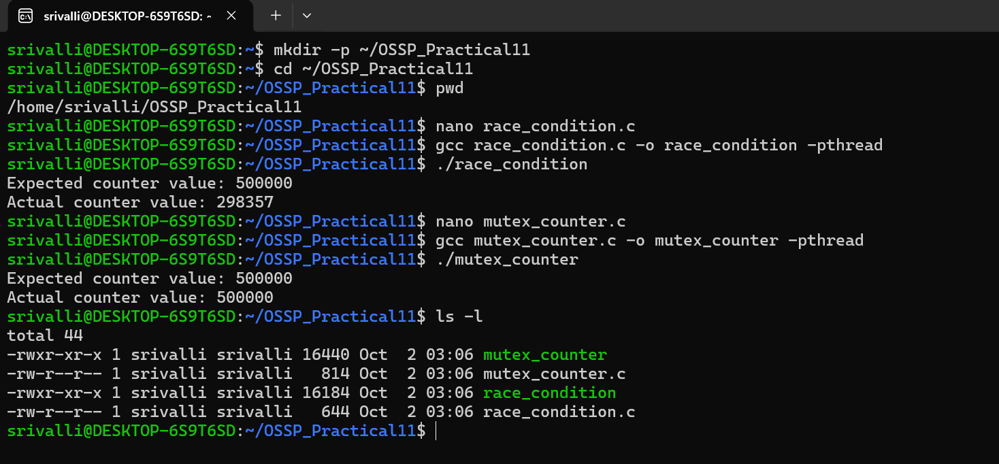 srivalli@DESKTOP-6S9T6SD: ~
srivalli@DESKTOP-6S9T6SD:~$ mkdir -p ~/OSSP_Practical11
srivalli@DESKTOP-6S9T6SD:~$ cd ~/OSSP_Practical11
srivalli@DESKTOP-6S9T6SD:~/OSSP_Practical11$ pwd
/home/srivalli/OSSP_Practical11
srivalli@DESKTOP-6S9T6SD:~/OSSP_Practical11$ nano race_condition.c
srivalli@DESKTOP-6S9T6SD:~/OSSP_Practical11$ gcc race_condition.c -o race_condition -pthread
srivalli@DESKTOP-6S9T6SD:~/OSSP_Practical11$ ./race_condition
Expected counter value: 500000
Actual counter value: 298357
srivalli@DESKTOP-6S9T6SD:~/OSSP_Practical11$ nano mutex_counter.c
srivalli@DESKTOP-6S9T6SD:~/OSSP_Practical11$ gcc mutex_counter.c -o mutex_counter -pthread
srivalli@DESKTOP-6S9T6SD:~/OSSP_Practical11$ ./mutex_counter
Expected counter value: 500000
Actual counter value: 500000
srivalli@DESKTOP-6S9T6SD:~/OSSP_Practical11$ ls -l
total 44
-rwxr-xr-x 1 srivalli srivalli 16440 Oct  2 03:06 mutex_counter
-rw-r--r-- 1 srivalli srivalli   814 Oct  2 03:06 mutex_counter.c
-rwxr-xr-x 1 srivalli srivalli 16184 Oct  2 03:06 race_condition
-rw-r--r-- 1 srivalli srivalli   644 Oct  2 03:06 race_condition.c
srivalli@DESKTOP-6S9T6SD:~/OSSP_Practical11$